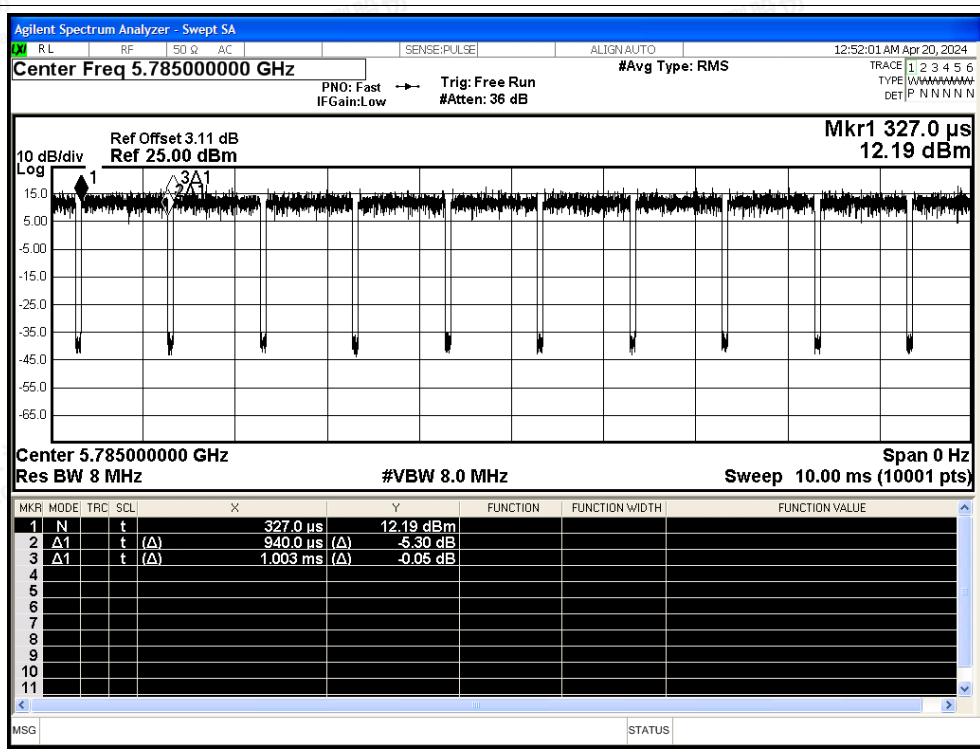 Agilent Spectrum Analyzer - Swept SA
LXI RL RF 50 Ω AC SENSE:PULSE ALIGN AUTO 12:52:01 AM Apr 20, 2024
Center Freq 5.785000000 GHz #Avg Type: RMS TRACE 1 2 3 4 5 6
PNO: Fast Trig: Free Run TYPE WWWWWW
IFGain:Low #Atten: 36 dB DET P N N N N N
Mkr1 327.0 µs
12.19 dBm
Ref Offset 3.11 dB
10 dB/div Ref 25.00 dBm
Log
1
3Δ1
2Δ1
15.0
5.00
-5.00
-15.0
-25.0
-35.0
-45.0
-55.0
-65.0
Center 5.785000000 GHz Span 0 Hz
Res BW 8 MHz #VBW 8.0 MHz Sweep 10.00 ms (10001 pts)
MKR MODE TRC SCL X Y FUNCTION FUNCTION WIDTH FUNCTION VALUE
1 N t 327.0 µs 12.19 dBm
2 Δ1 t (Δ) 940.0 µs (Δ) -5.30 dB
3 Δ1 t (Δ) 1.003 ms (Δ) -0.05 dB
4
5
6
7
8
9
10
11
MSG STATUS